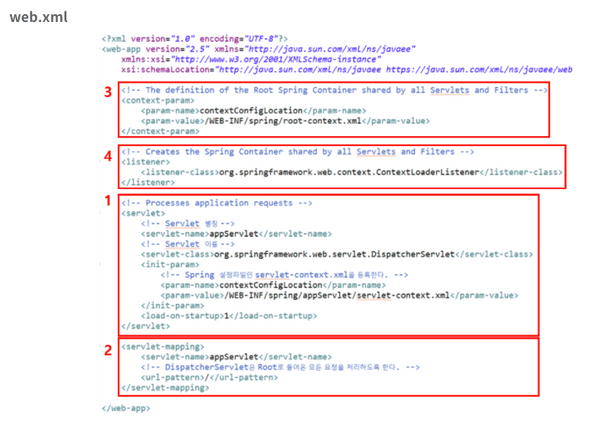 web.xml
<?xml version="1.0" encoding="UTF-8"?>
<web-app version="2.5" xmlns="http://java.sun.com/xml/ns/javaee"
xmlns:xsi="http://www.w3.org/2001/XMLSchema-instance"
xsi:schemaLocation="http://java.sun.com/xml/ns/javaee https://java.sun.com/xml/ns/javaee/web
3
<!-- The definition of the Root Spring Container shared by all Servlets and Filters -->
<context-param>
<param-name>contextConfigLocation</param-name>
<param-value>/WEB-INF/spring/root-context.xml</param-value>
</context-param>
4
<!-- Creates the Spring Container shared by all Servlets and Filters -->
<listener>
<listener-class>org.springframework.web.context.ContextLoaderListener</listener-class>
</listener>
1
<!-- Processes application requests -->
<servlet>
<!-- Servlet 별칭 -->
<servlet-name>appServlet</servlet-name>
<!-- Servlet 이름 -->
<servlet-class>org.springframework.web.servlet.DispatcherServlet</servlet-class>
<init-param>
<!-- Spring 설정파일인 servlet-context.xml을 등록한다. -->
<param-name>contextConfigLocation</param-name>
<param-value>/WEB-INF/spring/appServlet/servlet-context.xml</param-value>
</init-param>
<load-on-startup>1</load-on-startup>
</servlet>
2
<servlet-mapping>
<servlet-name>appServlet</servlet-name>
<!-- DispatcherServlet은 Root로 들어온 모든 요청을 처리하도록 한다. -->
<url-pattern>/</url-pattern>
</servlet-mapping>
</web-app>